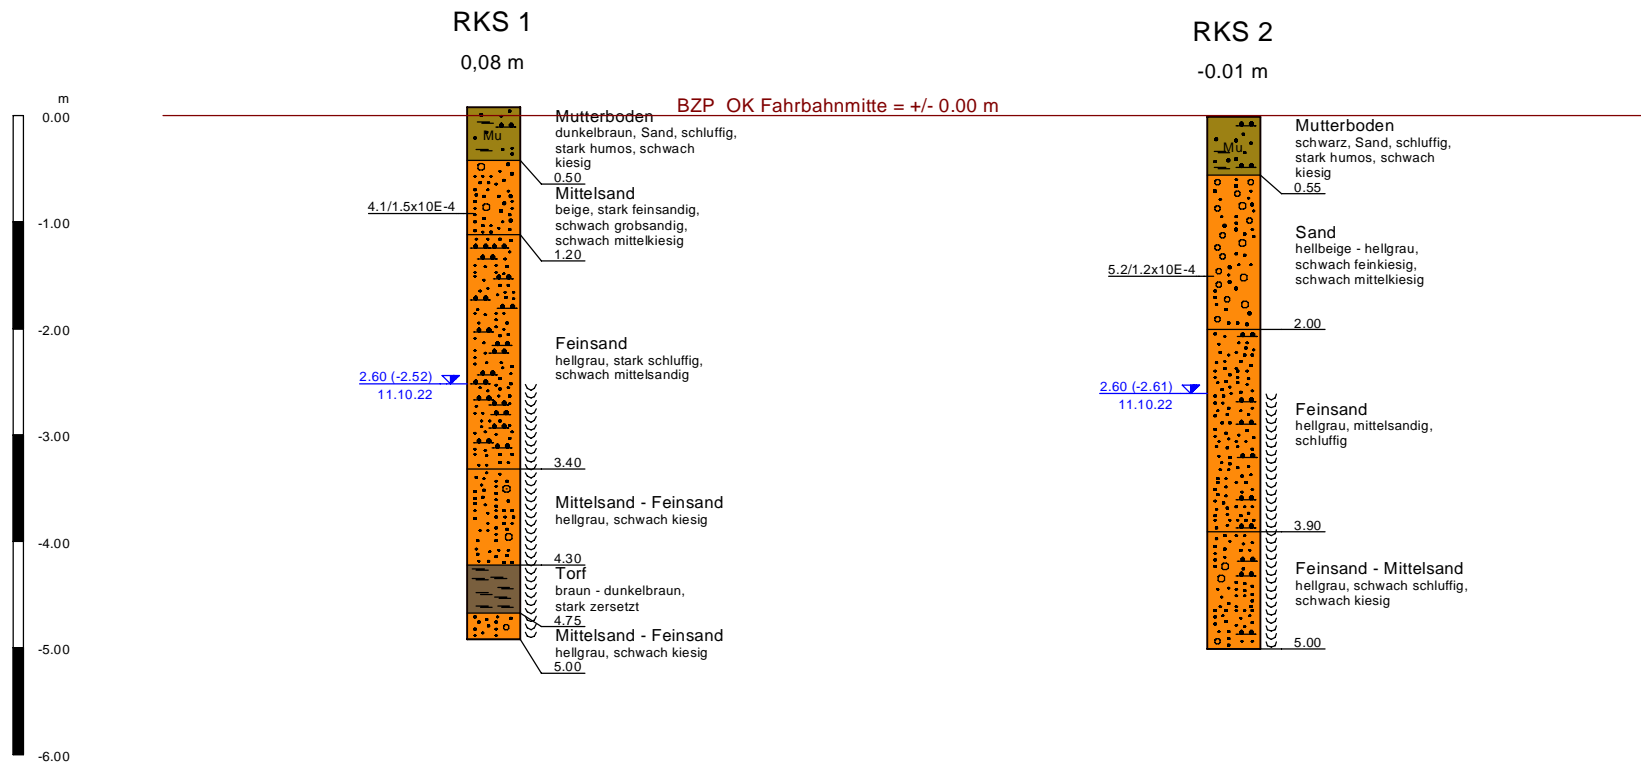 RKS 1
0,08 m
RKS 2
-0.01 m
BZP OK Fahrbahnmitte = +/- 0.00 m
m
0.00
-1.00
-2.00
-3.00
-4.00
-5.00
-6.00
Mu
Mutterboden
dunkelbraun, Sand, schluffig,
stark humos, schwach
kiesig
0.50
Mittelsand
beige, stark feinsandig,
schwach grobsandig,
schwach mittelkiesig
1.20
4.1/1.5x10E-4
Feinsand
hellgrau, stark schluffig,
schwach mittelsandig
2.60 (-2.52)
11.10.22
3.40
Mittelsand - Feinsand
hellgrau, schwach kiesig
4.30
Torf
braun - dunkelbraun,
stark zersetzt
4.75
Mittelsand - Feinsand
hellgrau, schwach kiesig
5.00
Mu
Mutterboden
schwarz, Sand, schluffig,
stark humos, schwach
kiesig
0.55
Sand
hellbeige - hellgrau,
schwach feinkiesig,
schwach mittelkiesig
5.2/1.2x10E-4
2.00
2.60 (-2.61)
11.10.22
Feinsand
hellgrau, mittelsandig,
schluffig
3.90
Feinsand - Mittelsand
hellgrau, schwach schluffig,
schwach kiesig
5.00